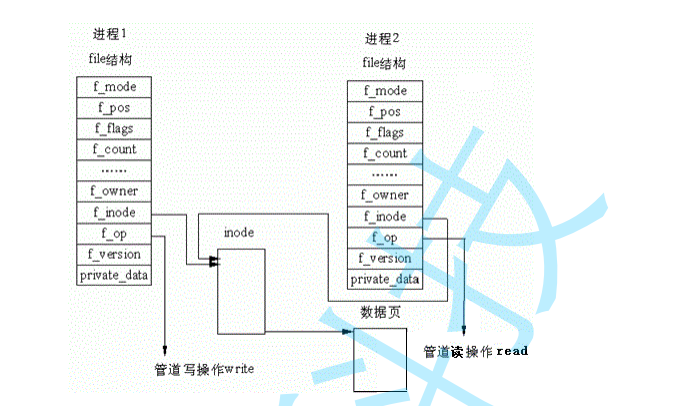 进程1
file结构
f_mode
f_pos
f_flags
f_count
……
f_owner
f_inode
f_op
f_version
private_data
进程2
file结构
f_mode
f_pos
f_flags
f_count
……
f_owner
f_inode
f_op
f_version
private_data
inode
数据页
管道写操作write
管道读操作 read